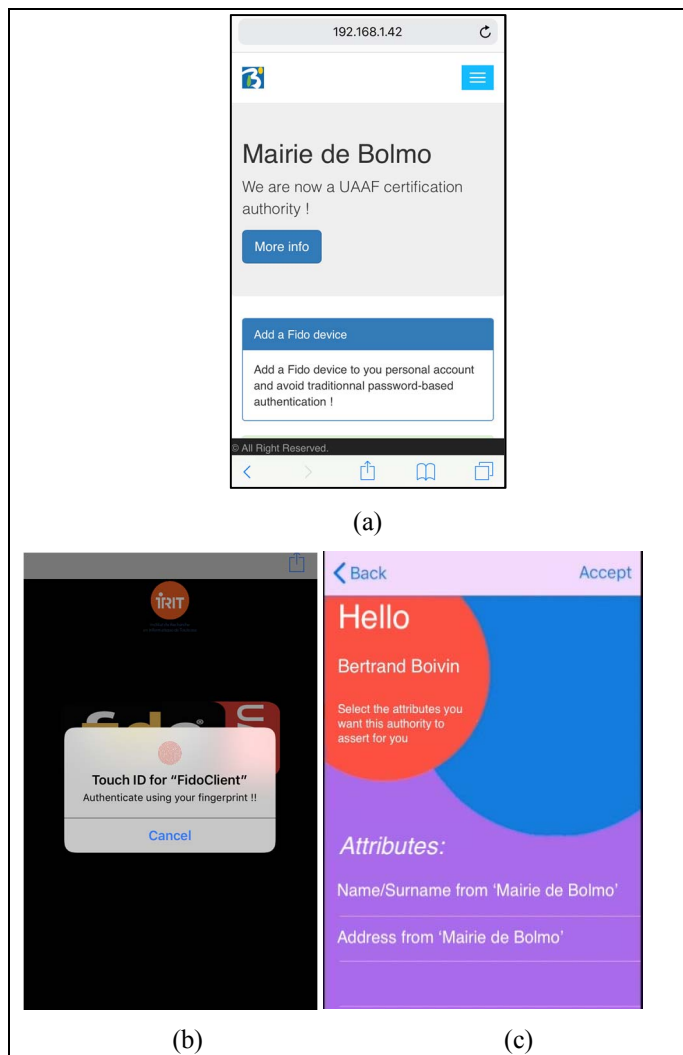 192.168.1.42
Mairie de Bolmo
We are now a UAAF certification
authority !
More info
Add a Fido device
Add a Fido device to you personal account
and avoid traditionnal password-based
authentication !
© All Right Reserved.
(a)
iRIT
fido
Touch ID for “FidoClient”
Authenticate using your fingerprint !!
Cancel
(b)
Back
Accept
Hello
Bertrand Boivin
Select the attributes you
want this authority to
assert for you
Attributes:
Name/Surname from ‘Mairie de Bolmo’
Address from ‘Mairie de Bolmo’
(c)